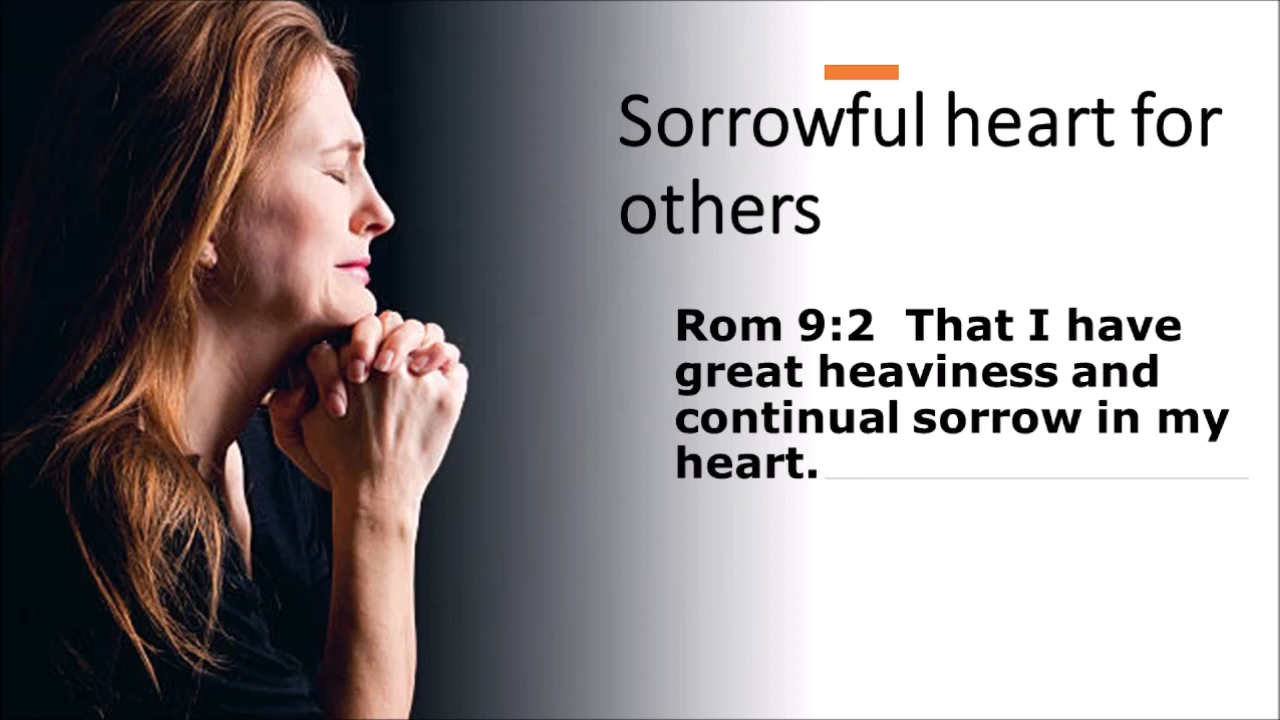 Sorrowful heart for
others
Rom 9:2  That I have
great heaviness and
continual sorrow in my
heart.